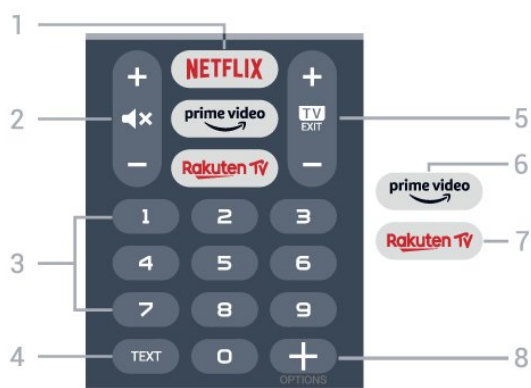 1
+ NETFLIX +
2 prime video TV EXIT 5
- Rakuten TV -
6
prime video
Rakuten TV 7
3
1 2 3
4 5 6
7 8 9
4 TEXT 0 + 8
OPTIONS